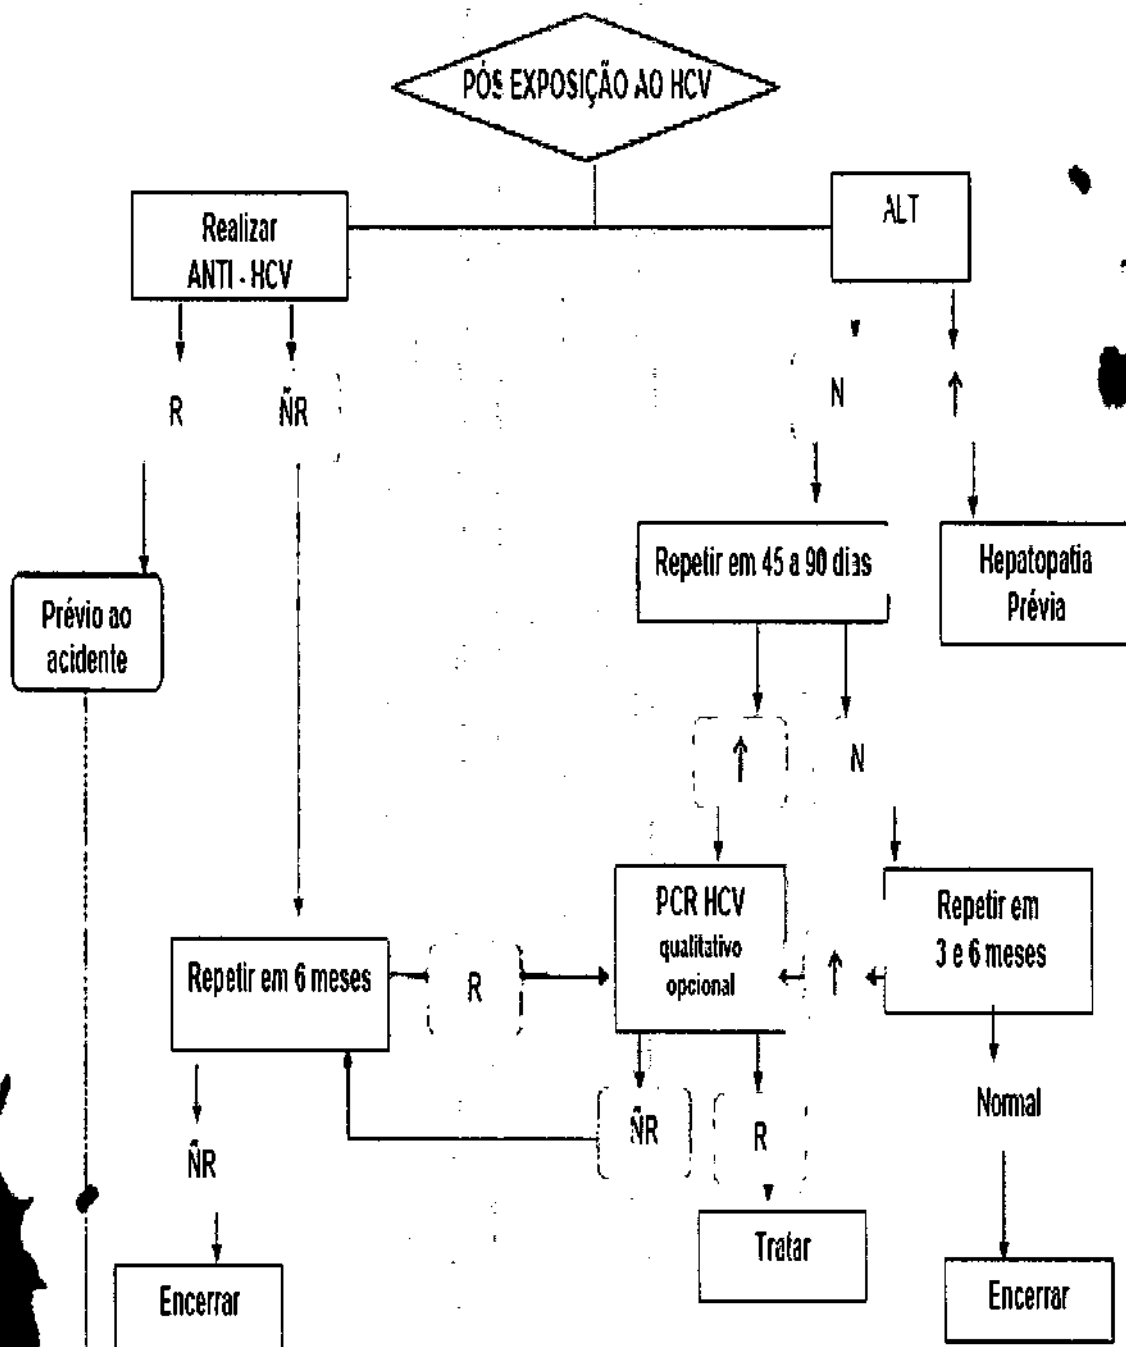 PÓS EXPOSIÇÃO AO HCV
Realizar
ANTI - HCV
ALT
R
ÑR
N
↑
Repetir em 45 a 90 dias
Hepatopatia
Prévia
Prévio ao
acidente
↑
N
PCR HCV
qualitativo
opcional
Repetir em
3 e 6 meses
Repetir em 6 meses
R
↑
ÑR
R
Normal
ÑR
Tratar
Encerrar
Encerrar